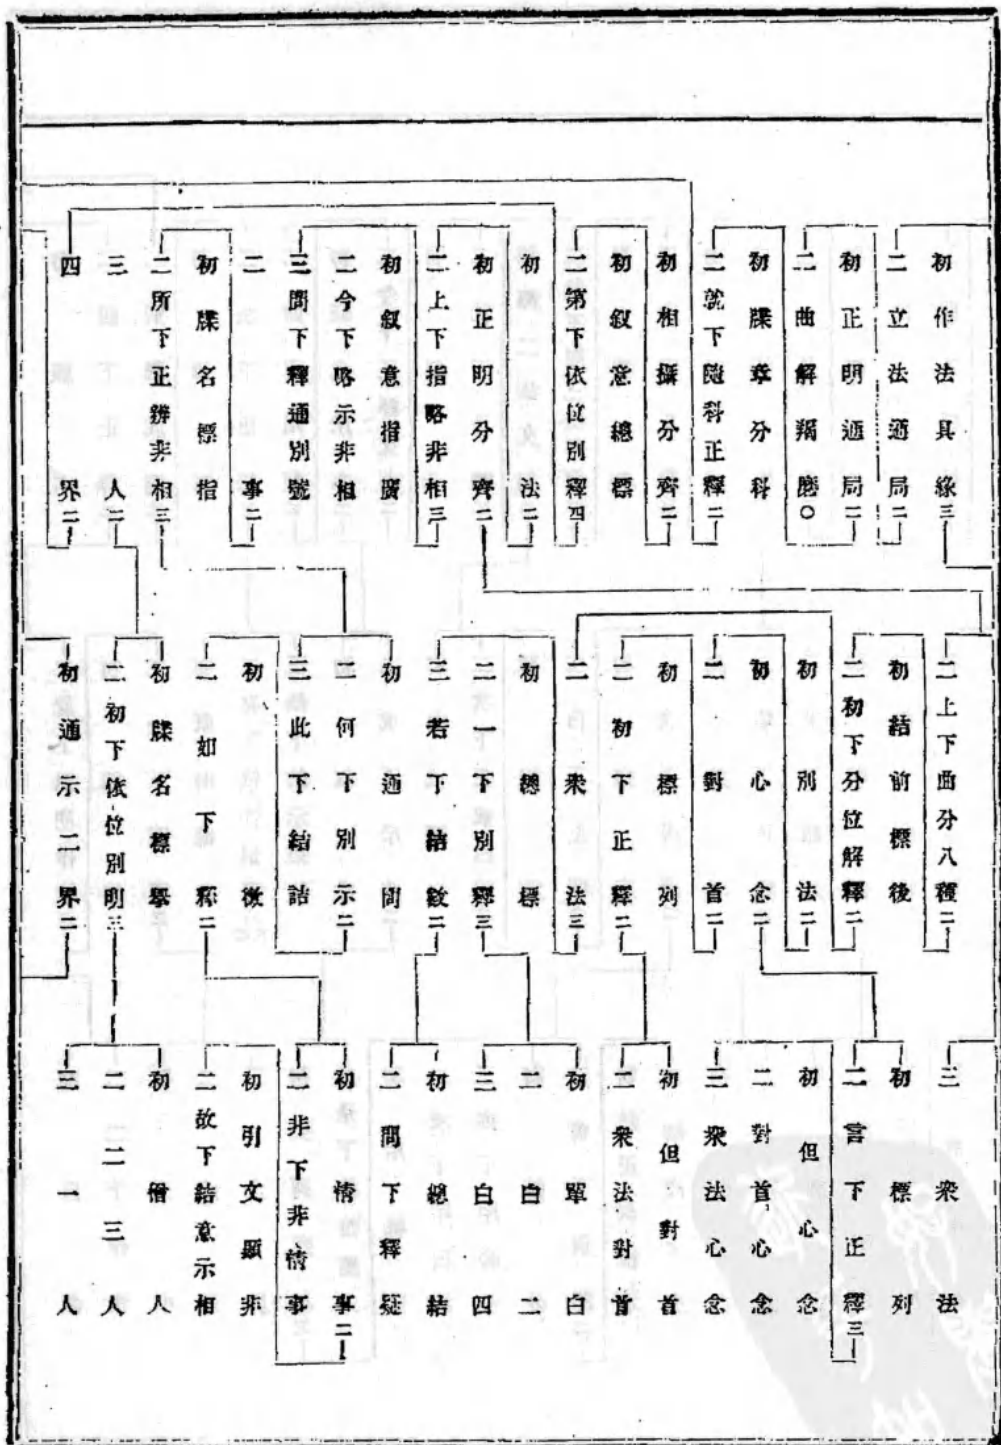 初作法具緣三
二立法通局二
初正明通局二
二曲解羯磨〇
初牒章分科
二就下隨科正釋二
初相攝分齊二
初叙意總標
二第下依位別釋四
初法二
初正明分齊二
二上下指略非相三
初叙意指廣
二今下略示非相
三問下釋通別號
二事二
初牒名標指
二所下正辨非相三
三人二
四界二
二上下曲分八種二
初結前標後
二初下分位解釋二
初別法二
初心念二
二對首二
初標列
二初下正釋二
二衆法三
初總標
二一下別釋三
三若下結數二
初通問
二何下別示二
三此下結詰
初徵
二如下釋二
初牒名標舉
二初下依位別明三
初通示二界二
三衆法
初標列
二言下正釋三
初但心念
二對首心念
三衆法心念
初但對首
二衆法對首
初單白
二白二
三白四
初總結
二問下釋疑
初情事二
二非下非情事
初引文顯非
二故下結意示相
初僧人
二二三人
三一人